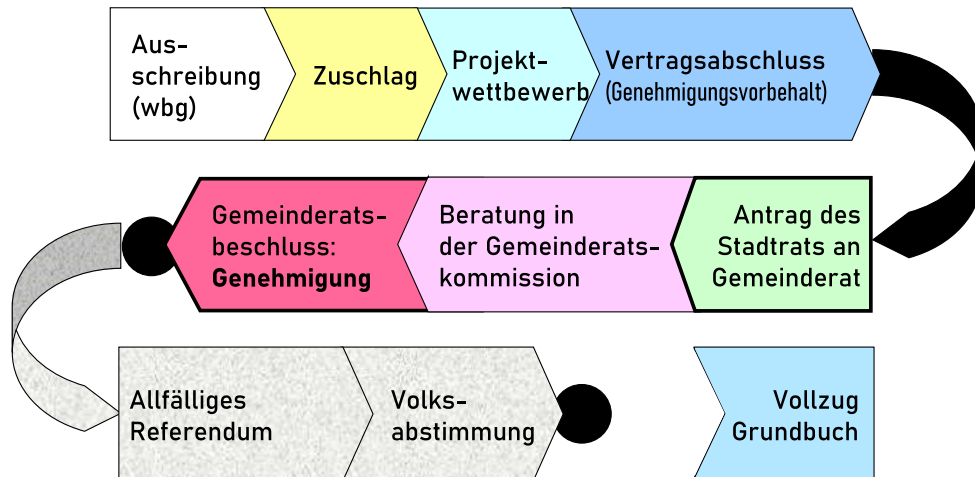 Aus-
schreibung
(wbg)
Zuschlag
Projekt-
wettbewerb
Vertragsabschluss
(Genehmigungsvorbehalt)
Antrag des
Stadtrats an
Gemeinderat
Beratung in
der Gemeinderats-
kommission
Gemeinderats-
beschluss:
Genehmigung
Allfälliges
Referendum
Volks-
abstimmung
Vollzug
Grundbuch